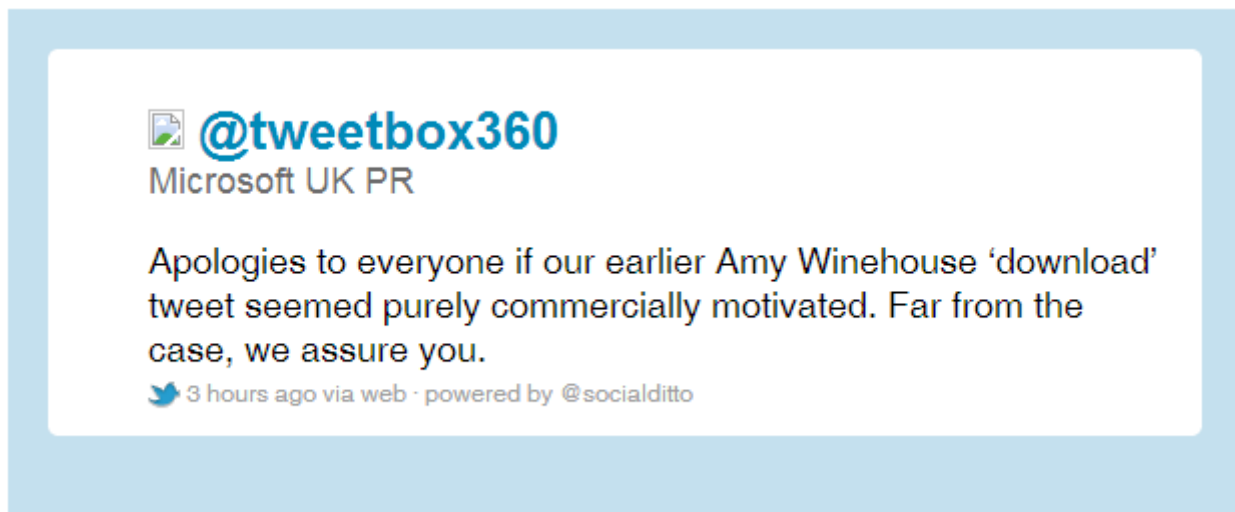 @tweetbox360
Microsoft UK PR
Apologies to everyone if our earlier Amy Winehouse ‘download’
tweet seemed purely commercially motivated. Far from the
case, we assure you.
3 hours ago via web · powered by @socialditto